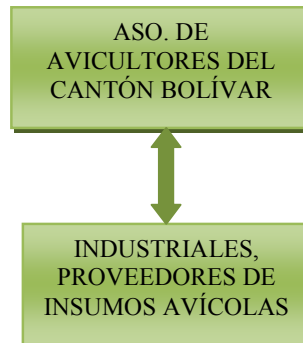 ASO. DE
AVICULTORES DEL
CANTÓN BOLÍVAR
INDUSTRIALES,
PROVEEDORES DE
INSUMOS AVÍCOLAS